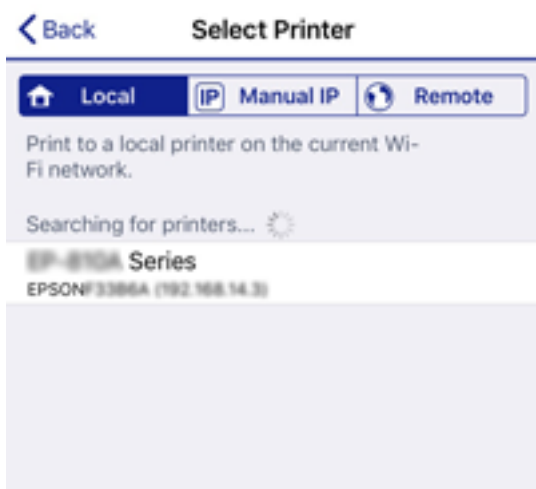 Back Select Printer
Local IP Manual IP Remote
Print to a local printer on the current Wi-
Fi network.
Searching for printers...
Series
EPSON